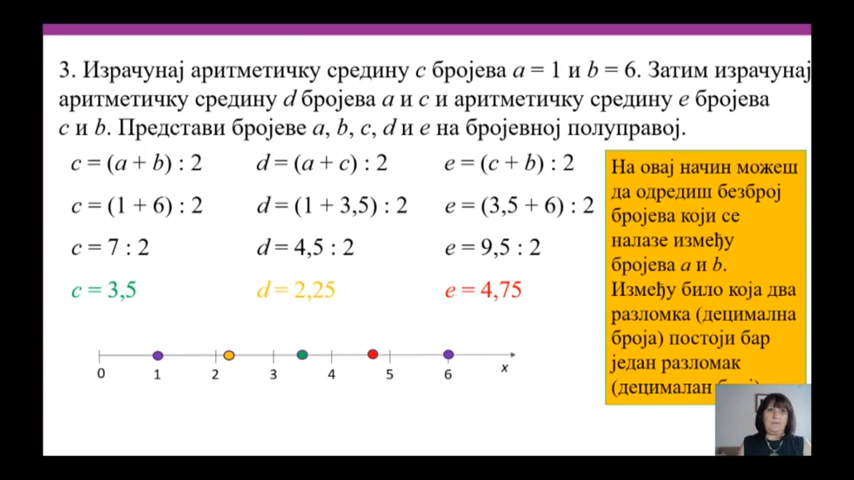 3. Израчунај аритметичку средину c бројева a = 1 и b = 6. Затим израчунај
аритметичку средину d бројева a и c и аритметичку средину e бројева
c и b. Представи бројеве a, b, c, d и e на бројевној полуправој.
c = (a + b) : 2
c = (1 + 6) : 2
c = 7 : 2
c = 3,5
d = (a + c) : 2
d = (1 + 3,5) : 2
d = 4,5 : 2
d = 2,25
e = (c + b) : 2
e = (3,5 + 6) : 2
e = 9,5 : 2
e = 4,75
На овај начин можеш
да одредиш безброј
бројева који се
налазе између
бројева a и b.
Између било која два
разломка (децимална
броја) постоји бар
један разломак
(децималан
0 1 2 3 4 5 6 x